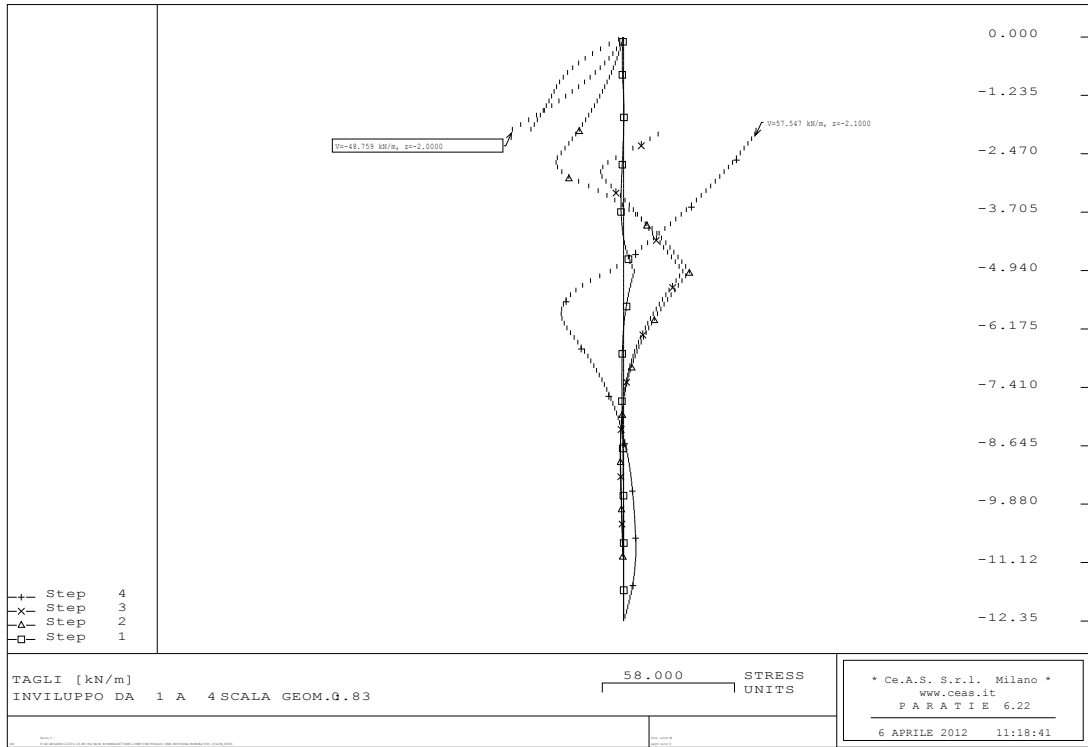 0.000
-1.235
V=57.547 kN/m, z=-2.1000
V=-48.759 kN/m, z=-2.0000
-2.470
-3.705
-4.940
-6.175
-7.410
-8.645
-9.880
-11.12
-12.35
Step 4
Step 3
Step 2
Step 1
TAGLI [kN/m]
INVILUPPO DA 1 A 4 SCALA GEOM. .83
58.000 STRESS
UNITS
* Ce.A.S. S.r.l. Milano *
www.ceas.it
P A R A T I E 6.22
6 APRILE 2012 11:18:41